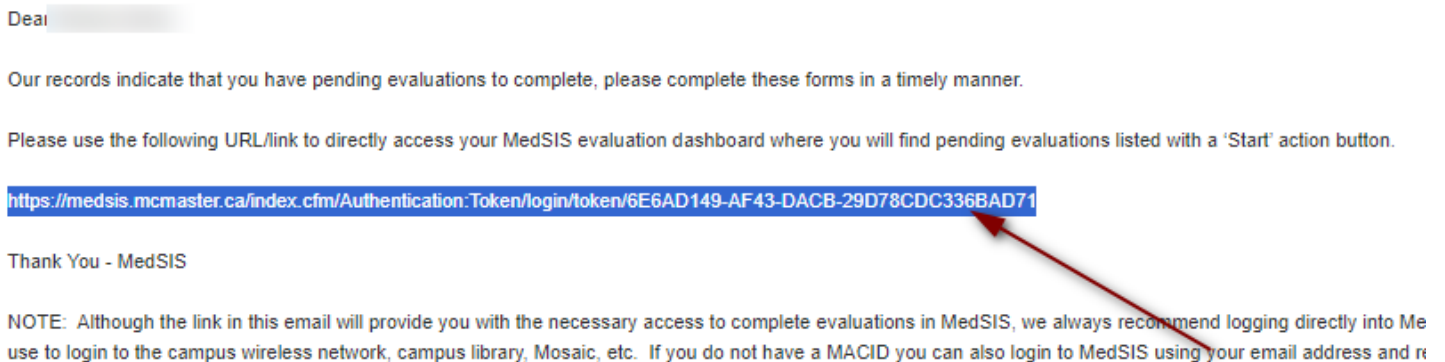 Dear
Our records indicate that you have pending evaluations to complete, please complete these forms in a timely manner.
Please use the following URL/link to directly access your MedSIS evaluation dashboard where you will find pending evaluations listed with a ‘Start’ action button.
https://medsis.mcmaster.ca/index.cfm/Authentication:Token/login/token/6E6AD149-AF43-DACB-29D78CDC336BAD71
Thank You - MedSIS
NOTE:  Although the link in this email will provide you with the necessary access to complete evaluations in MedSIS, we always recommend logging directly into Me
use to login to the campus wireless network, campus library, Mosaic, etc.  If you do not have a MACID you can also login to MedSIS using your email address and re